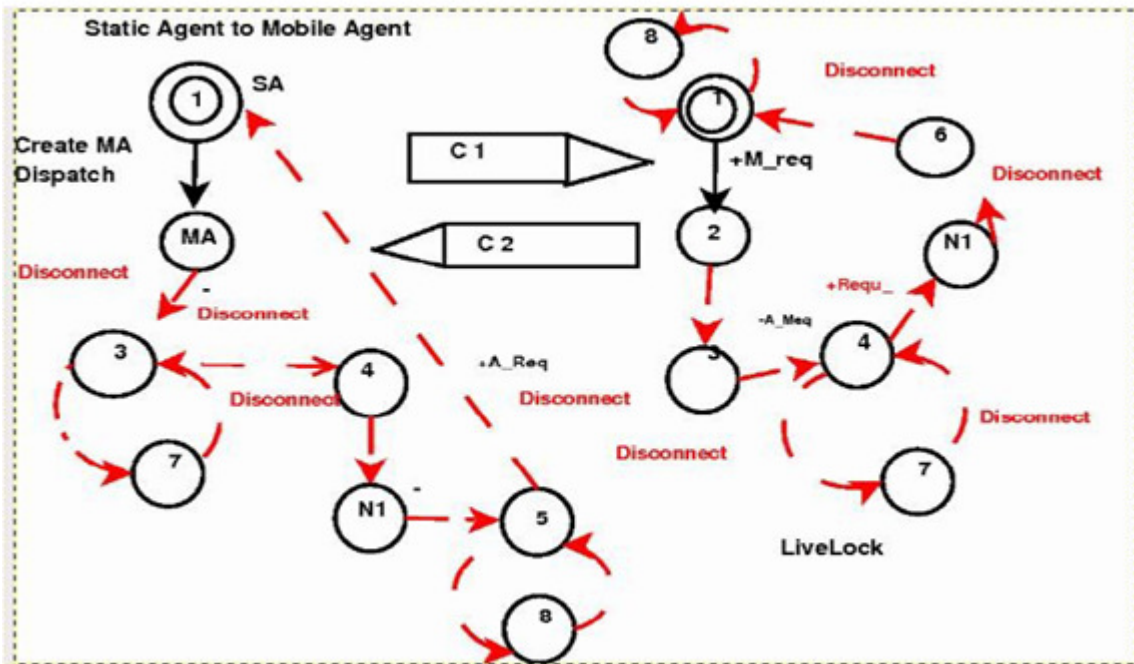 Static Agent to Mobile Agent
8
1
SA
1
Disconnect
Create MA
Dispatch
C 1
+M_req
6
Disconnect
MA
C 2
2
N1
Disconnect
-
Disconnect
+Requ_
-A_Meq
3
4
+A_Req
3
4
Disconnect
Disconnect
Disconnect
Disconnect
7
7
N1
-
5
LiveLock
8